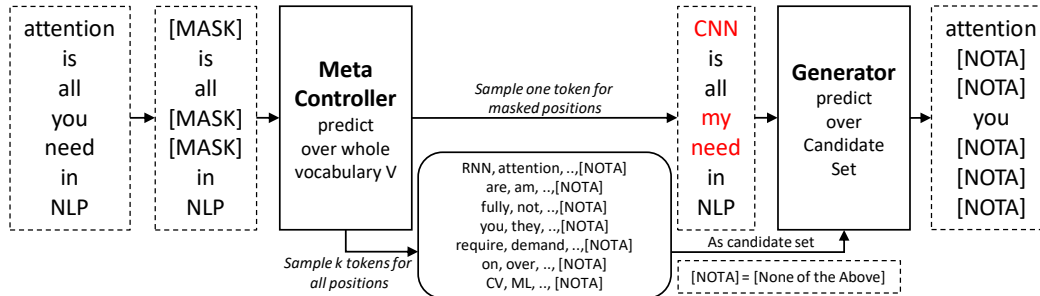 attention
is
all
you
need
in
NLP
[MASK]
is
all
[MASK]
[MASK]
in
NLP
Meta
Controller
predict
over whole
vocabulary V
Sample one token for
masked positions
Sample k tokens for
all positions
RNN, attention, ..,[NOTA]
are, am, ..,[NOTA]
fully, not, ..,[NOTA]
you, they, ..,[NOTA]
require, demand, ..,[NOTA]
on, over, .., [NOTA]
CV, ML, .., [NOTA]
CNN
is
all
my
need
in
NLP
As candidate set
Generator
predict
over
Candidate
Set
attention
[NOTA]
[NOTA]
you
[NOTA]
[NOTA]
[NOTA]
[NOTA] = [None of the Above]